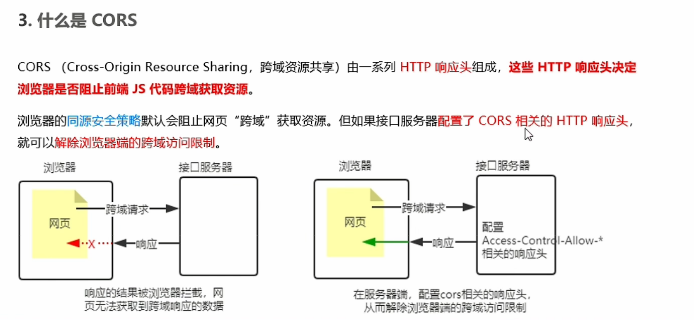 3. 什么是 CORS
CORS （Cross-Origin Resource Sharing，跨域资源共享）由一系列 HTTP 响应头组成，这些 HTTP 响应头决定
浏览器是否阻止前端 JS 代码跨域获取资源。
浏览器的同源安全策略默认会阻止网页“跨域”获取资源。但如果接口服务器配置了 CORS 相关的 HTTP 响应头，
就可以解除浏览器端的跨域访问限制。
浏览器
接口服务器
网页
跨域请求
X
响应
响应的结果被浏览器拦截，网
页无法获取到跨域响应的数据
浏览器
接口服务器
网页
跨域请求
响应
配置
Access-Control-Allow-*
相关的响应头
在服务器端，配置cors相关的响应头，
从而解除浏览器端的跨域访问限制